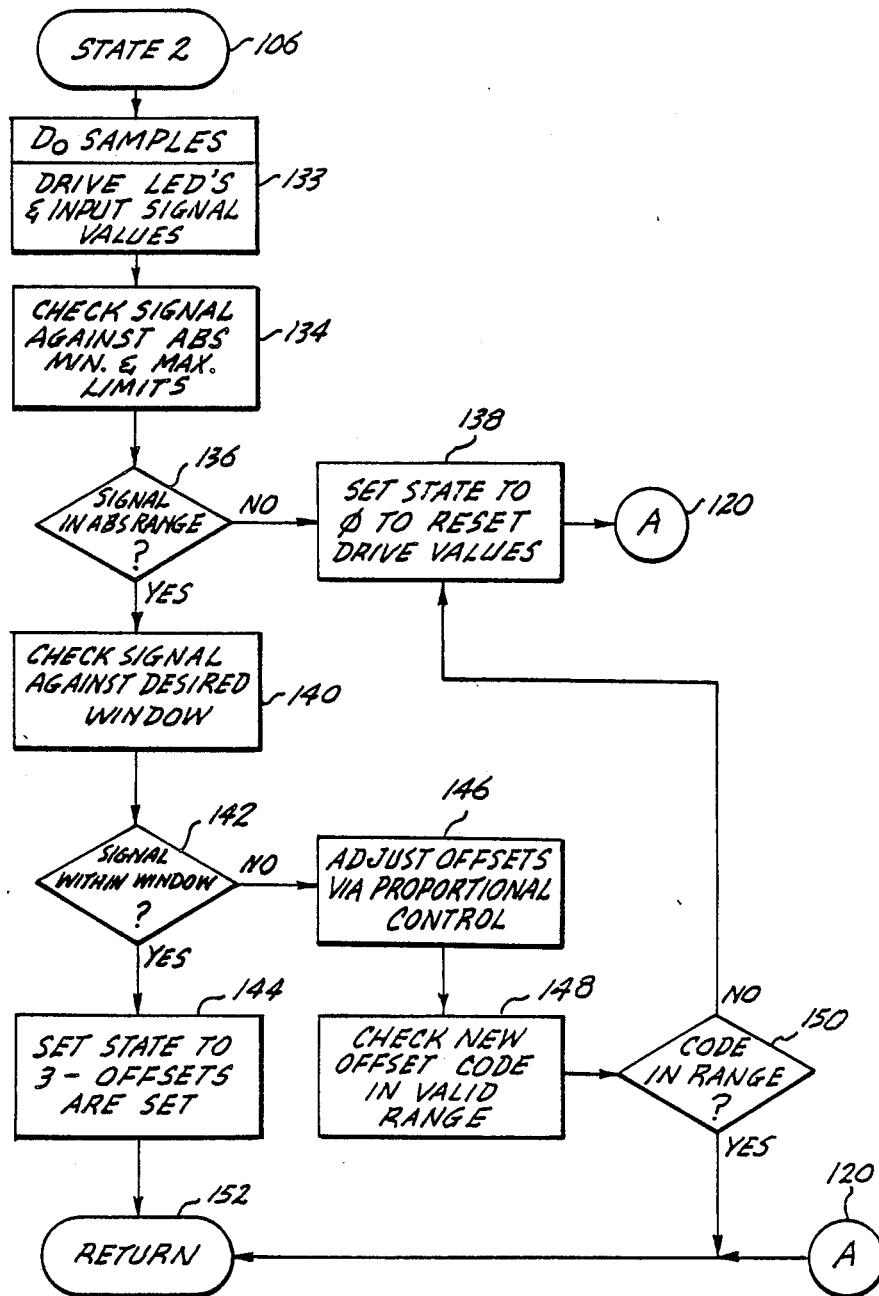 STATE 2
106
DO SAMPLES
DRIVE LED'S
& INPUT SIGNAL
VALUES
133
CHECK SIGNAL
AGAINST ABS
MIN. & MAX.
LIMITS
134
136
SIGNAL
IN ABS RANGE
?
NO
YES
138
SET STATE TO
φ TO RESET
DRIVE VALUES
A
120
CHECK SIGNAL
AGAINST DESIRED
WINDOW
140
142
SIGNAL
WITHIN WINDOW
?
NO
YES
146
ADJUST OFFSETS
VIA PROPORTIONAL
CONTROL
144
SET STATE TO
3 - OFFSETS
ARE SET
148
CHECK NEW
OFFSET CODE
IN VALID
RANGE
NO
150
CODE
IN RANGE
?
YES
152
RETURN
120
A